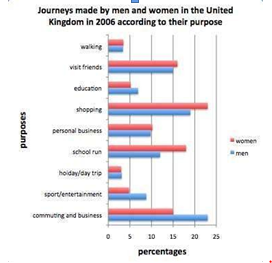 Journeys made by men and women in the United
Kingdom in 2006 according to their purpose
walking
visit friends
education
shopping
personal business
school run
holiday/day trip
sport/entertainment
commuting and business
purposes
women
men
0 5 10 15 20 25
percentages